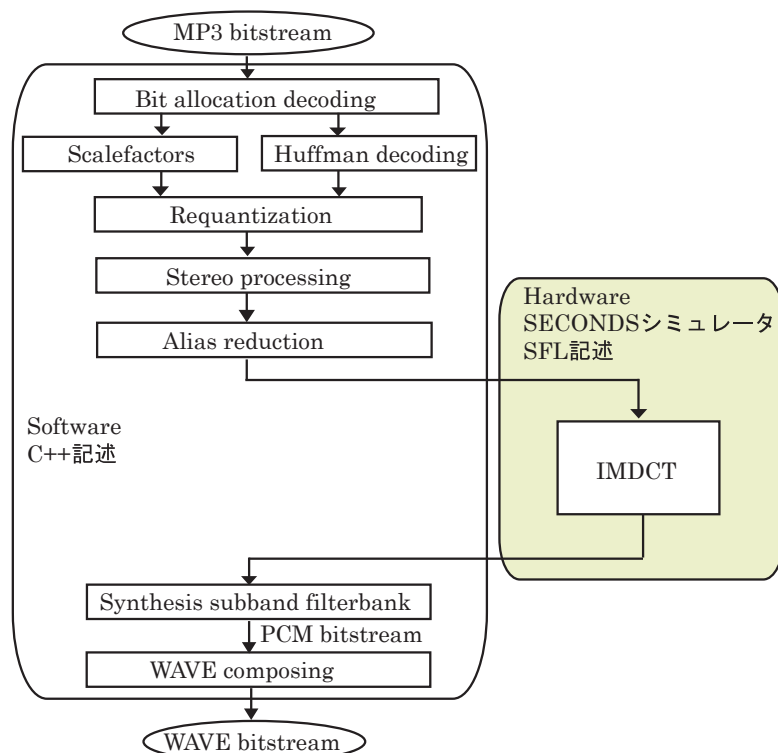 MP3 bitstream
Bit allocation decoding
Scalefactors
Huffman decoding
Requantization
Stereo processing
Alias reduction
Hardware
SECONDSシミュレータ
SFL記述
IMDCT
Software
C++記述
Synthesis subband filterbank
PCM bitstream
WAVE composing
WAVE bitstream